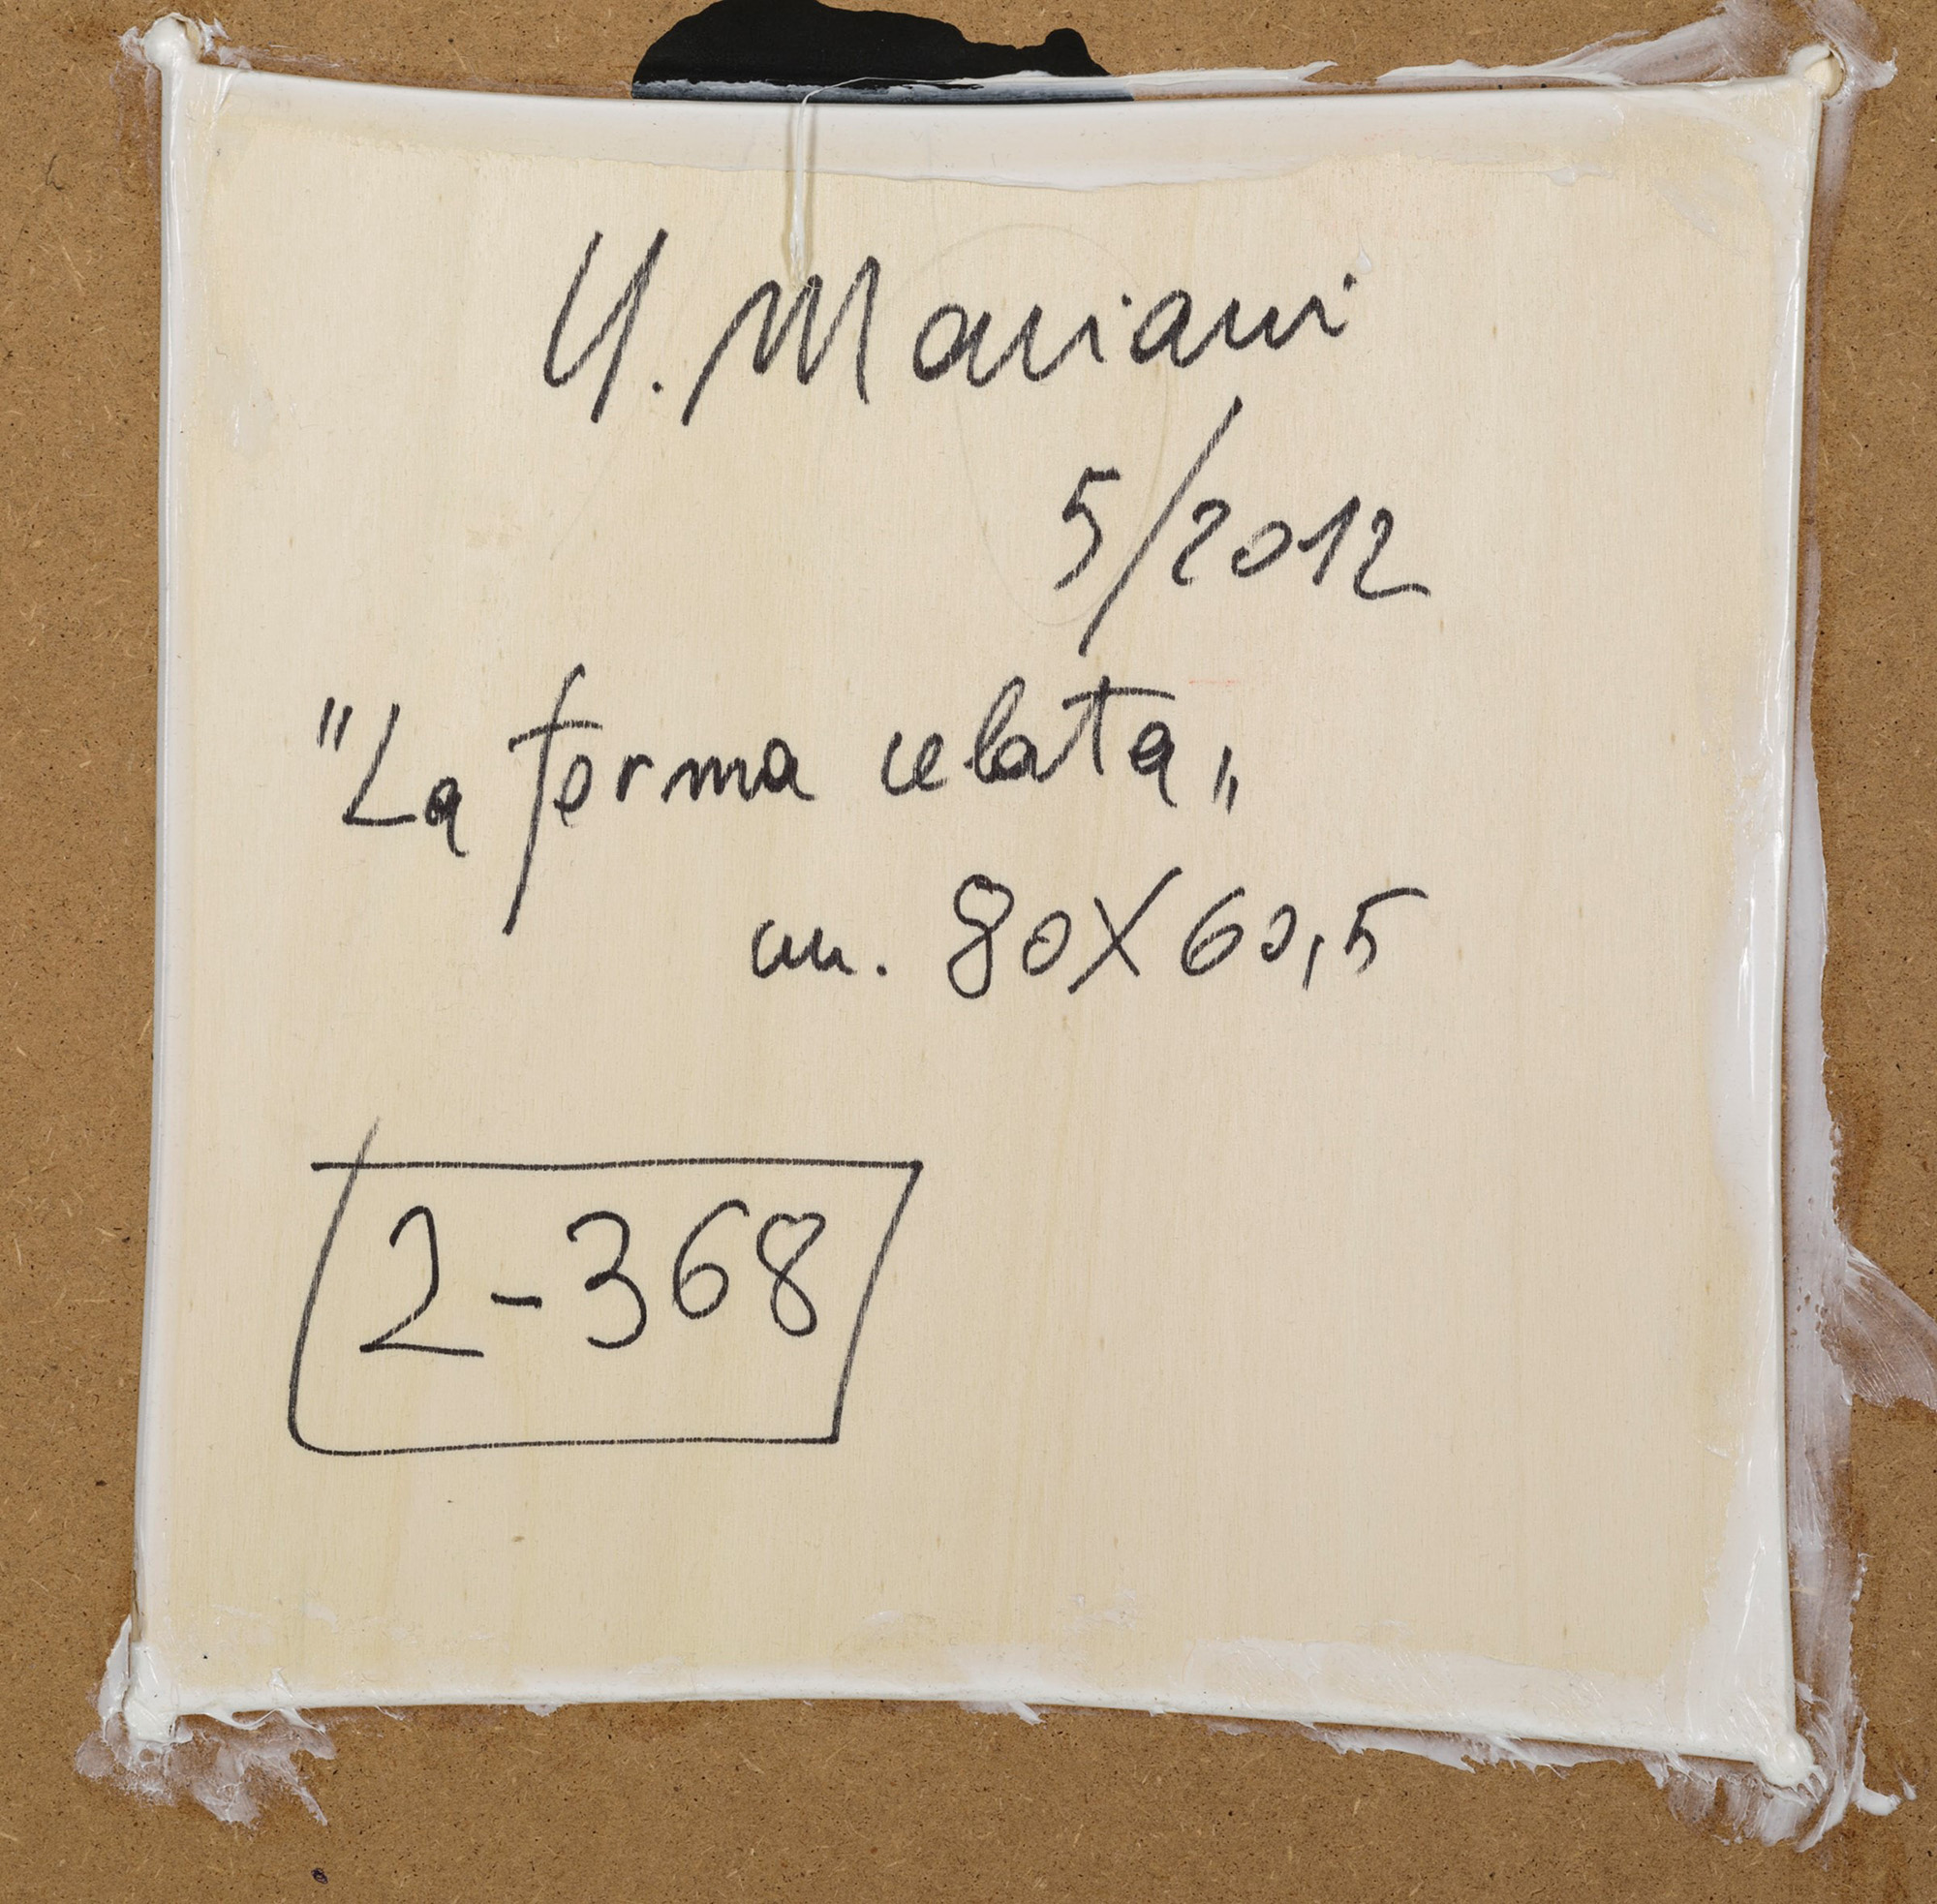 U. Mariani
5/2012
"La forma celata„
cm. 80X60,5
2-368